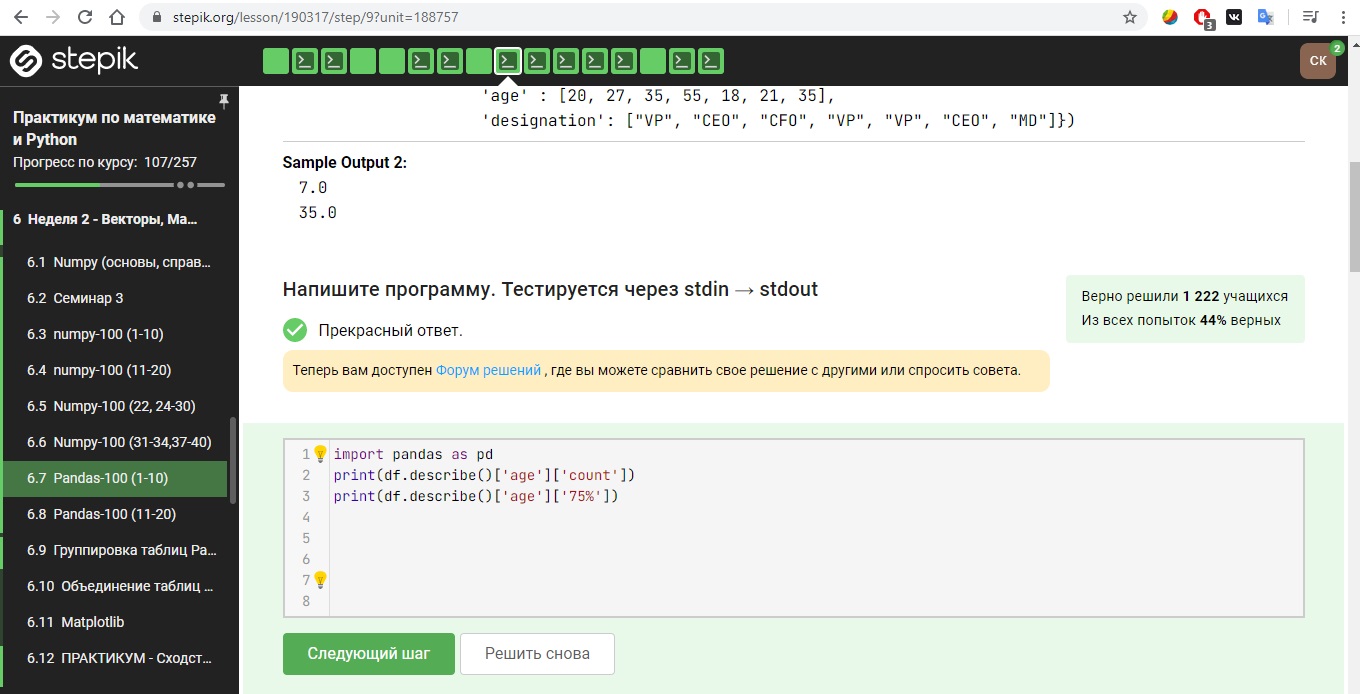 stepik.org/lesson/190317/step/9?unit=188757
3
stepik
СК
2
Практикум по математике
и Python
Прогресс по курсу: 107/257
6 Неделя 2 - Векторы, Ма...
6.1 Numpy (основы, справ...
6.2 Семинар 3
6.3 numpy-100 (1-10)
6.4 numpy-100 (11-20)
6.5 Numpy-100 (22, 24-30)
6.6 Numpy-100 (31-34,37-40)
6.7 Pandas-100 (1-10)
6.8 Pandas-100 (11-20)
6.9 Группировка таблиц Pa...
6.10 Объединение таблиц ...
6.11 Matplotlib
6.12 ПРАКТИКУМ - Сходст...
'age' : [20, 27, 35, 55, 18, 21, 35],
'designation': ["VP", "CEO", "CFO", "VP", "VP", "CEO", "MD"]})
Sample Output 2:
7.0
35.0
Напишите программу. Тестируется через stdin → stdout
Верно решили 1 222 учащихся
Из всех попыток 44% верных
Прекрасный ответ.
Теперь вам доступен Форум решений , где вы можете сравнить свое решение с другими или спросить совета.
1 import pandas as pd
2 print(df.describe()['age']['count'])
3 print(df.describe()['age']['75%'])
4
5
6
7
8
Следующий шаг
Решить снова